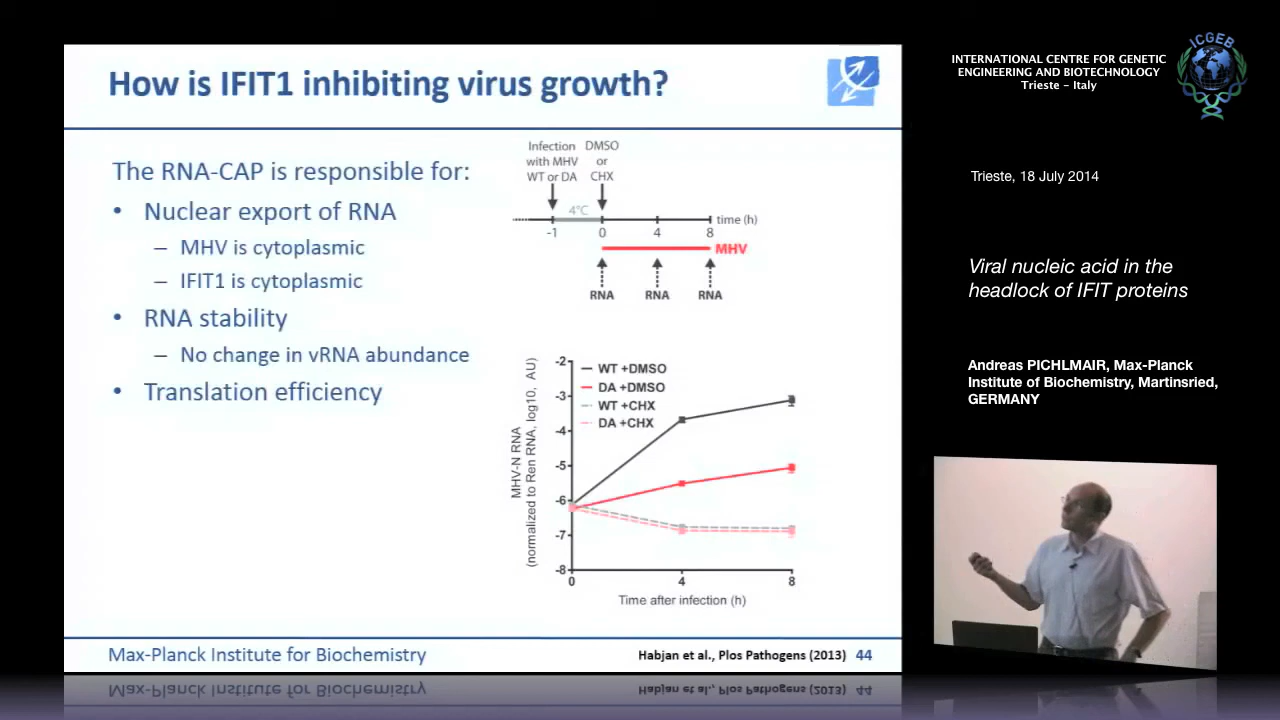 How is IFIT1 inhibiting virus growth?
The RNA-CAP is responsible for:
• Nuclear export of RNA
– MHV is cytoplasmic
– IFIT1 is cytoplasmic
• RNA stability
– No change in vRNA abundance
• Translation efficiency
Infection DMSO
with MHV or
WT or DA CHX
4°C
time (h)
-1 0 4 8
MHV
RNA RNA RNA
MHV-N RNA
(normalized to Ren RNA, log10, AU)
-2
-3
-4
-5
-6
-7
-8
WT +DMSO
DA +DMSO
WT +CHX
DA +CHX
0 4 8
Time after infection (h)
Max-Planck Institute for Biochemistry
Habjan et al., Plos Pathogens (2013) 44
INTERNATIONAL CENTRE FOR GENETIC
ENGINEERING AND BIOTECHNOLOGY
Trieste – Italy
ICGEB
Trieste, 18 July 2014
Viral nucleic acid in the
headlock of IFIT proteins
Andreas PICHLMAIR, Max-Planck
Institute of Biochemistry, Martinsried,
GERMANY